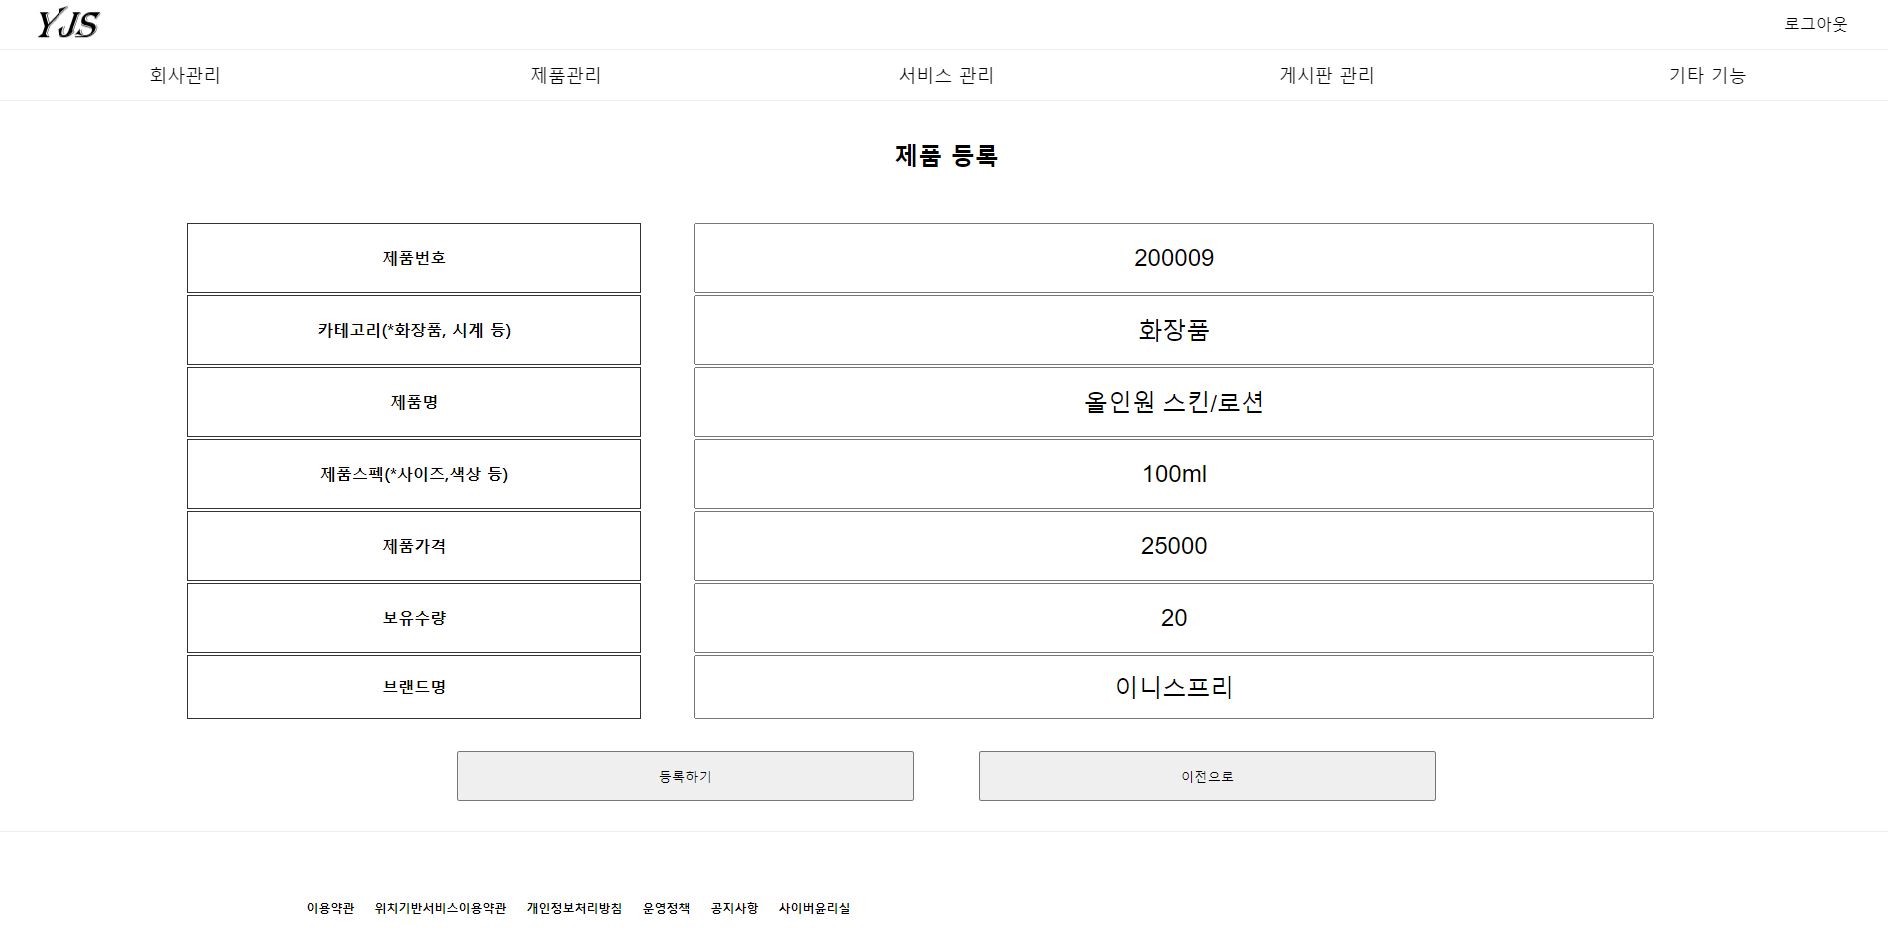 YJS
로그아웃
회사관리 제품관리 서비스 관리 게시판 관리 기타 기능
제품 등록
제품번호 200009
카테고리(*화장품, 시계 등) 화장품
제품명 올인원 스킨/로션
제품스펙(*사이즈,색상 등) 100ml
제품가격 25000
보유수량 20
브랜드명 이니스프리
등록하기 이전으로
이용약관 위치기반서비스이용약관 개인정보처리방침 운영정책 공지사항 사이버윤리실